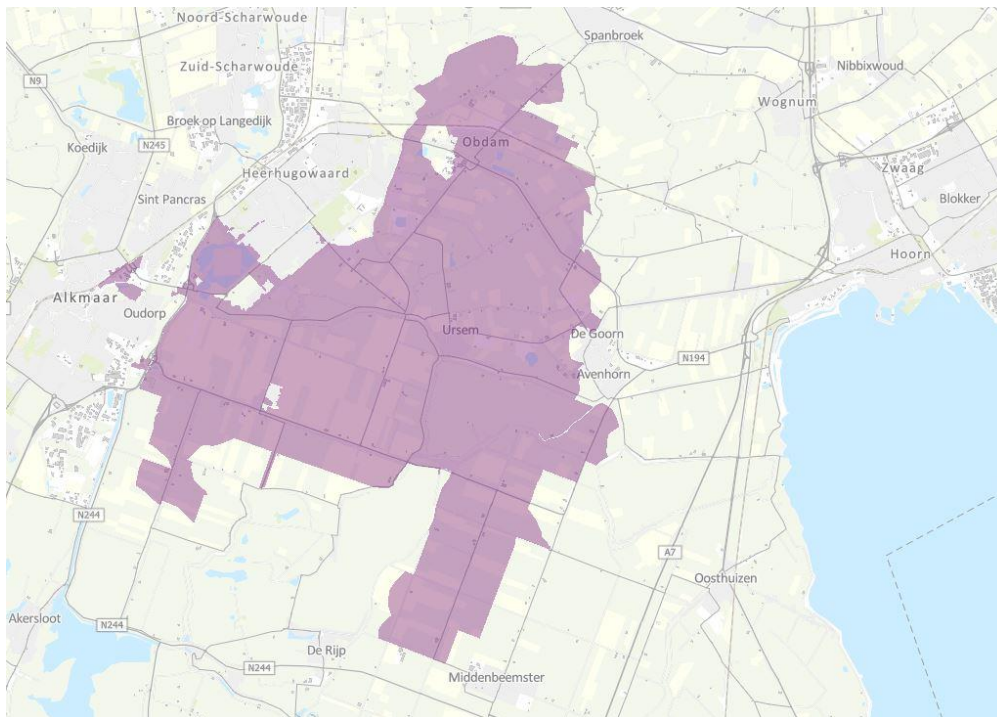 Noord-Scharwoude
Spanbroek
Zuid-Scharwoude
Nibbixwoud
N9
Wognum
Broek op Langedijk
Obdam
Koedijk
N245
Zwaag
Heerhugowaard
Sint Pancras
Blokker
Hoorn
Alkmaar
Oudorp
Ursem
De Goorn
N194
Avenhorn
N244
A7
Oosthuizen
Akersloot
N244
De Rijp
N244
Middenbeemster